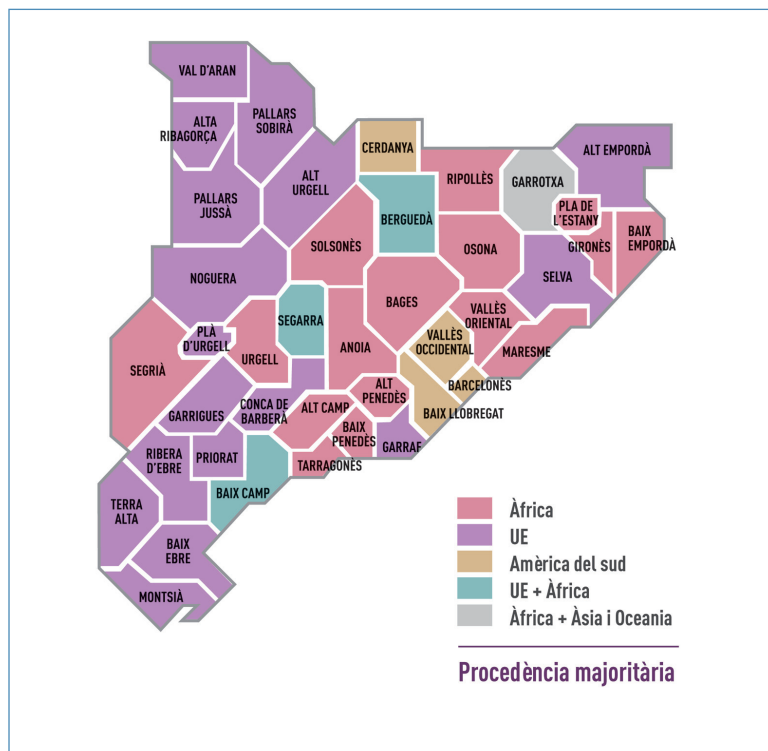 VAL D'ARAN
ALTA
RIBAGORÇA
PALLARS
SOBIRÀ
CERDANYA
ALT EMPORDÀ
PALLARS
JUSSÀ
ALT
URGELL
RIPOLLÈS
GARROTXA
BERGUEDÀ
PLA DE
L'ESTANY
SOLSONÈS
OSONA
GIRONÈS
BAIX
EMPORDÀ
NOGUERA
SELVA
BAGES
SEGARRA
VALLÈS
ORIENTAL
PLÀ
D'URGELL
URGELL
ANOIA
VALLÈS
OCCIDENTAL
MARESME
SEGRIÀ
ALT
PENEDÈS
BARCELONÈS
GARRIGUES
CONCA DE
BARBERÀ
ALT CAMP
BAIX LLOBREGAT
BAIX
PENEDÈS
GARRAF
RIBERA
D'EBRE
PRIORAT
TARRAGONÈS
BAIX CAMP
TERRA
ALTA
BAIX
EBRE
MONTSIÀ
Àfrica
UE
Amèrica del sud
UE + Àfrica
Àfrica + Àsia i Oceania
Procedència majoritària